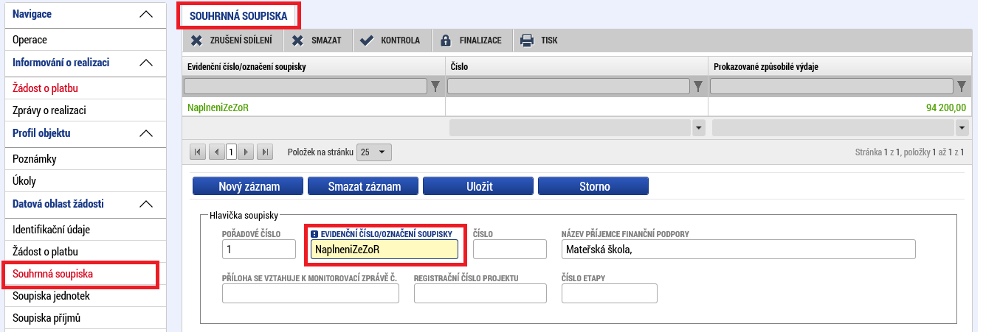 Navigace
Operace
Informování o realizaci
Žádost o platbu
Zprávy o realizaci
Profil objektu
Poznámky
Úkoly
Datová oblast žádosti
Identifikační údaje
Žádost o platbu
Souhrnná soupiska
Soupiska jednotek
Soupiska příjmů
SOUHRNNÁ SOUPISKA
ZRUŠENÍ SDÍLENÍ SMAZAT KONTROLA FINALIZACE TISK
Evidenční číslo/označení soupisky Číslo Prokazované způsobilé výdaje
NaplneniZeZoR 94 200,00
1 Položek na stránku 25 Stránka 1 z 1, položky 1 až 1 z 1
Nový záznam Smazat záznam Uložit Storno
Hlavička soupisky
POŘADOVÉ ČÍSLO EVIDENČNÍ ČÍSLO/OZNAČENÍ SOUPISKY ČÍSLO NÁZEV PŘÍJEMCE FINANČNÍ PODPORY
1 NaplneniZeZoR Mateřská škola,
PŘÍLOHA SE VZTAHUJE K MONITOROVACÍ ZPRÁVĚ Č. REGISTRAČNÍ ČÍSLO PROJEKTU ČÍSLO ETAPY